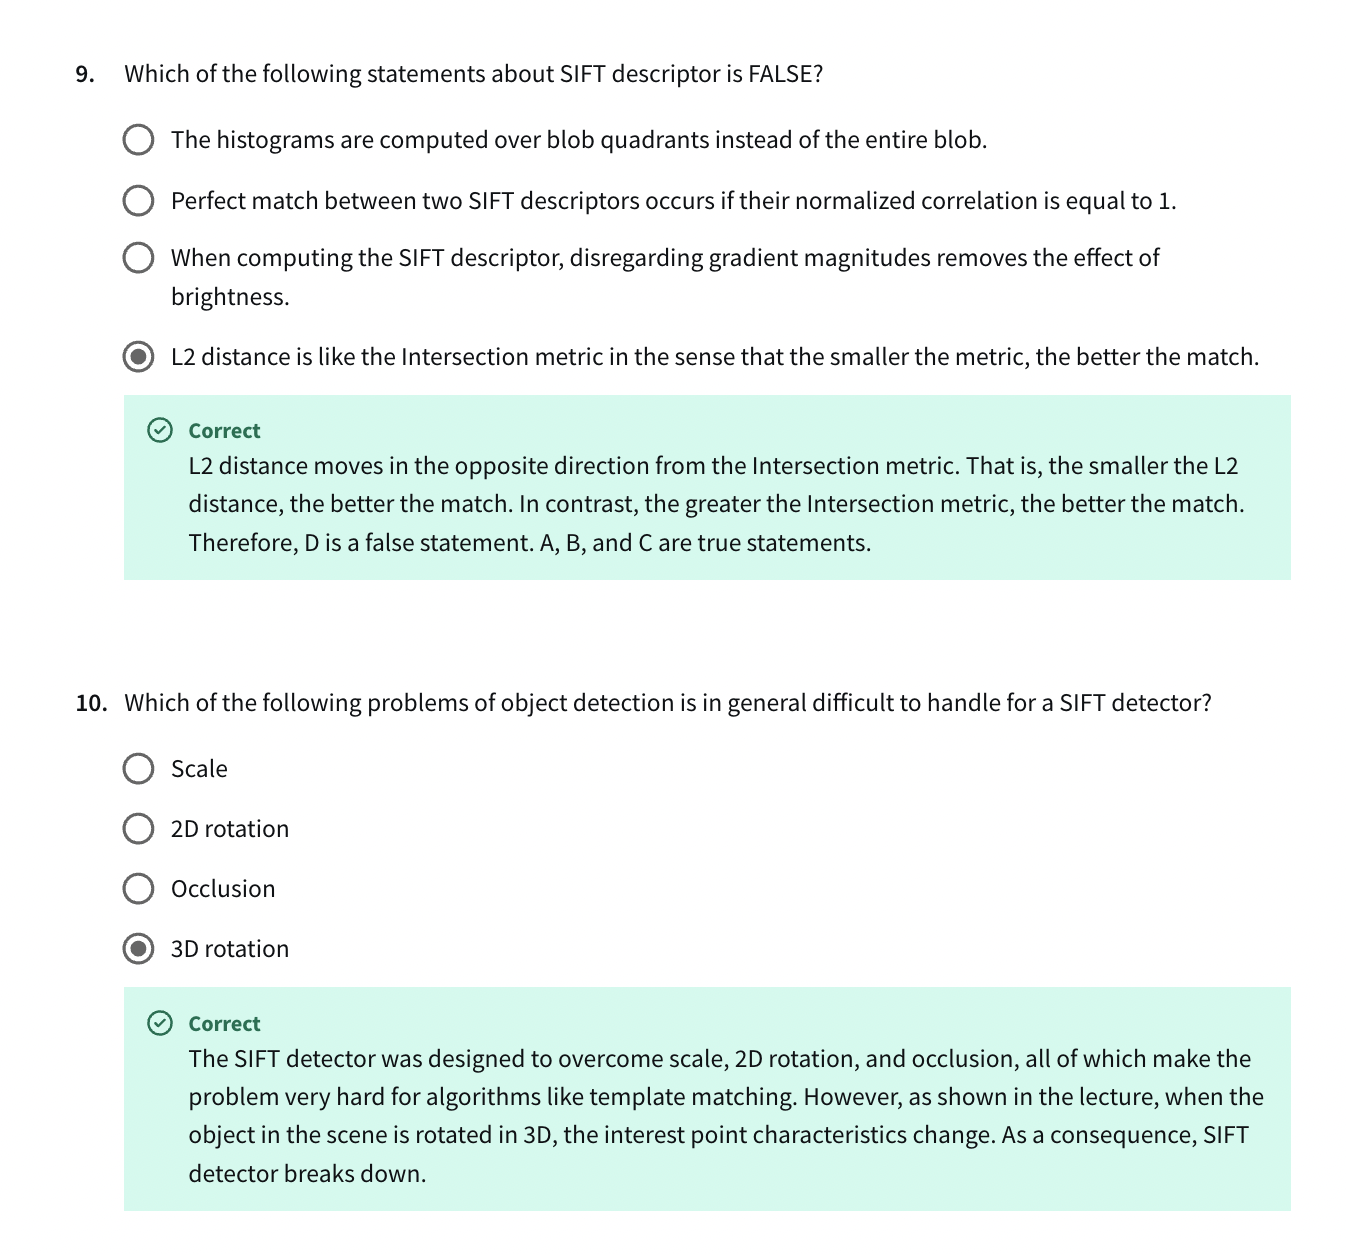 9. Which of the following statements about SIFT descriptor is FALSE?
The histograms are computed over blob quadrants instead of the entire blob.
Perfect match between two SIFT descriptors occurs if their normalized correlation is equal to 1.
When computing the SIFT descriptor, disregarding gradient magnitudes removes the effect of
brightness.
L2 distance is like the Intersection metric in the sense that the smaller the metric, the better the match.
Correct
L2 distance moves in the opposite direction from the Intersection metric. That is, the smaller the L2
distance, the better the match. In contrast, the greater the Intersection metric, the better the match.
Therefore, D is a false statement. A, B, and C are true statements.
10. Which of the following problems of object detection is in general difficult to handle for a SIFT detector?
Scale
2D rotation
Occlusion
3D rotation
Correct
The SIFT detector was designed to overcome scale, 2D rotation, and occlusion, all of which make the
problem very hard for algorithms like template matching. However, as shown in the lecture, when the
object in the scene is rotated in 3D, the interest point characteristics change. As a consequence, SIFT
detector breaks down.